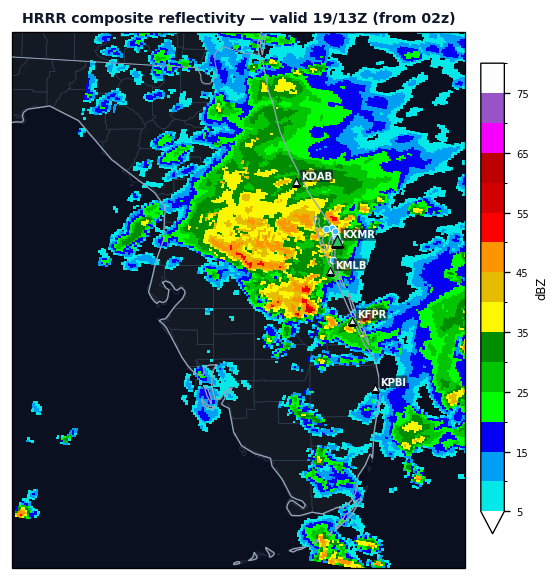 HRRR composite reflectivity — valid 19/13Z (from 02z)
KDAB
KXMR
KMLB
KFPR
KPBI
75
65
55
45
35
25
15
5
dBZ